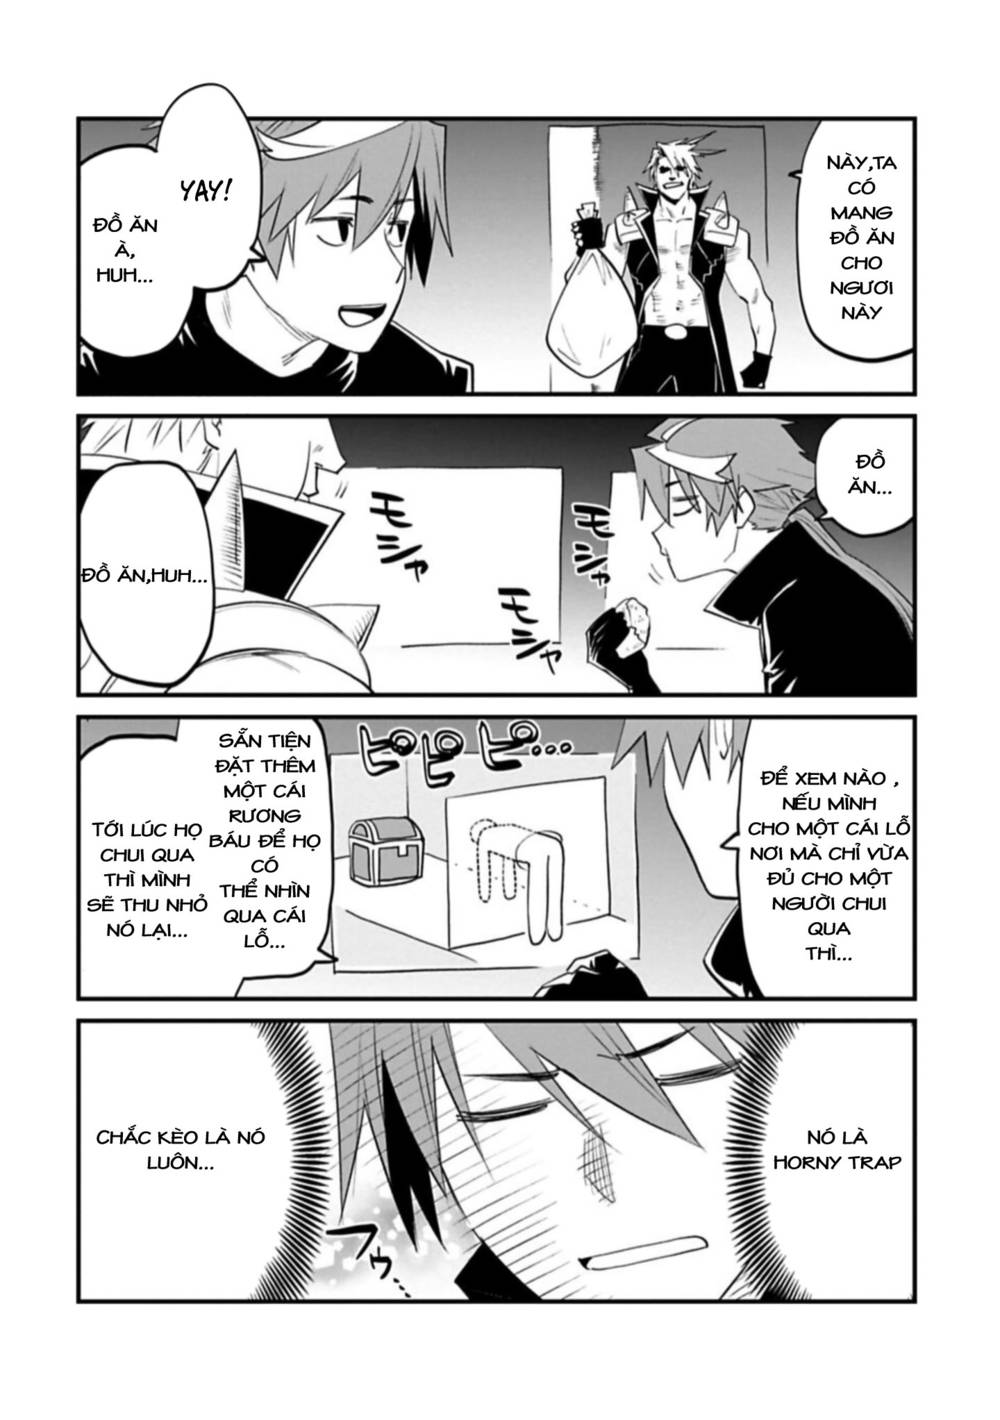 NÀY,TA
CÓ
MANG
ĐỒ ĂN
CHO
NGƯƠI
NÀY
YAY!
ĐỒ ĂN
À,
HUH...
ĐỒ
ĂN...
モシャ
モシャ
モシャ
ĐỒ ĂN,HUH...
ĐỂ XEM NÀO ,
NẾU MÌNH
CHO MỘT CÁI LỖ
NƠI MÀ CHỈ VỪA
ĐỦ CHO MỘT
NGƯỜI CHUI
QUA
THÌ...
ピピピ...
SẴN TIỆN
ĐẶT THÊM
MỘT CÁI
RƯƠNG
BÁU ĐỂ HỌ
CÓ
THỂ NHÌN
QUA CÁI
LỖ...
TỚI LÚC HỌ
CHUI QUA
THÌ MÌNH
SẼ THU NHỎ
NÓ LẠI...
NÓ LÀ
HORNY TRAP
フゥ...
CHẮC KÈO LÀ NÓ
LUÔN...